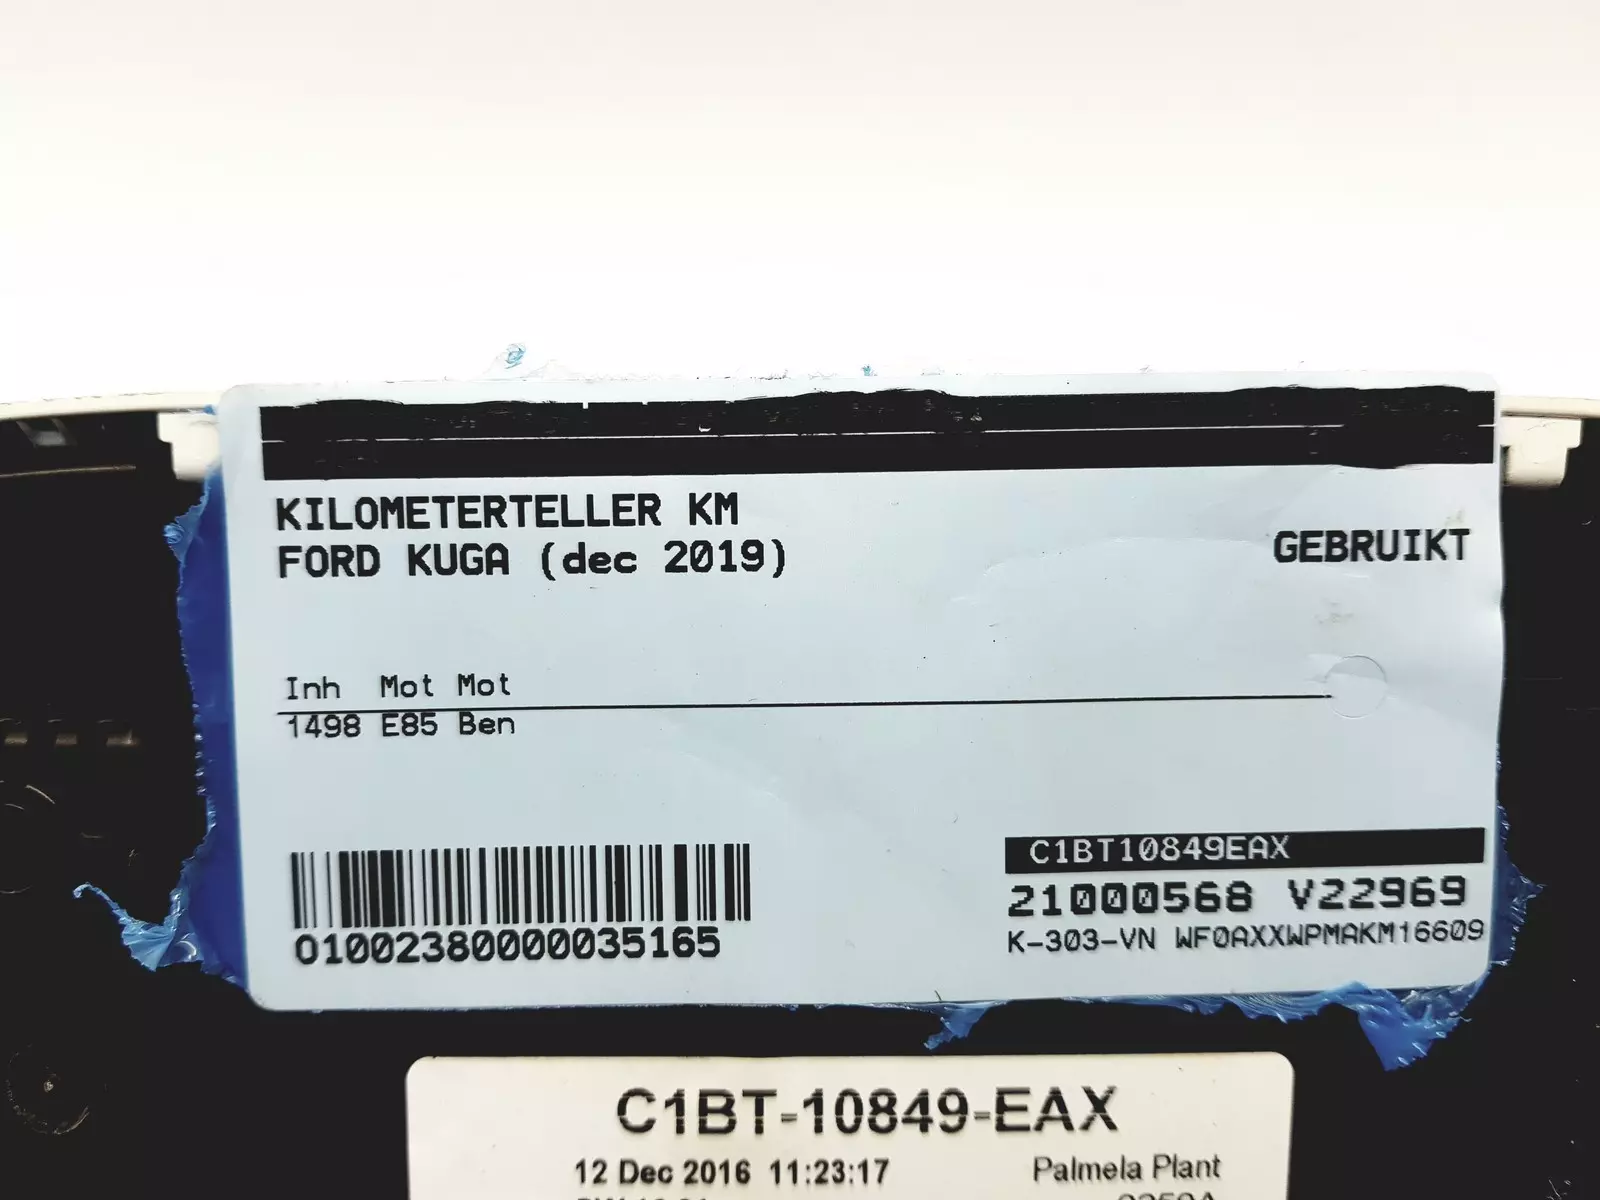 KILOMETERTELLER KM
FORD KUGA (dec 2019)
GEBRUIKT
Inh Mot Mot
1498 E85 Ben
C1BT10849EAX
21000568 V22969
K-303-VN WF0AXXWPMAKM16609
01002380000035165
C1BT-10849-EAX
12 Dec 2016 11:23:17 Palmela Plant